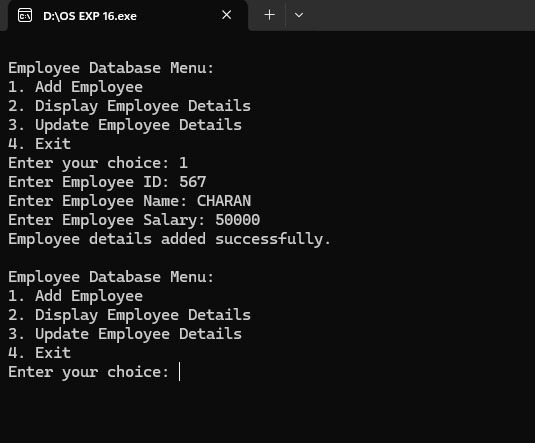 D:\OS EXP 16.exe
Employee Database Menu:
1. Add Employee
2. Display Employee Details
3. Update Employee Details
4. Exit
Enter your choice: 1
Enter Employee ID: 567
Enter Employee Name: CHARAN
Enter Employee Salary: 50000
Employee details added successfully.
Employee Database Menu:
1. Add Employee
2. Display Employee Details
3. Update Employee Details
4. Exit
Enter your choice: